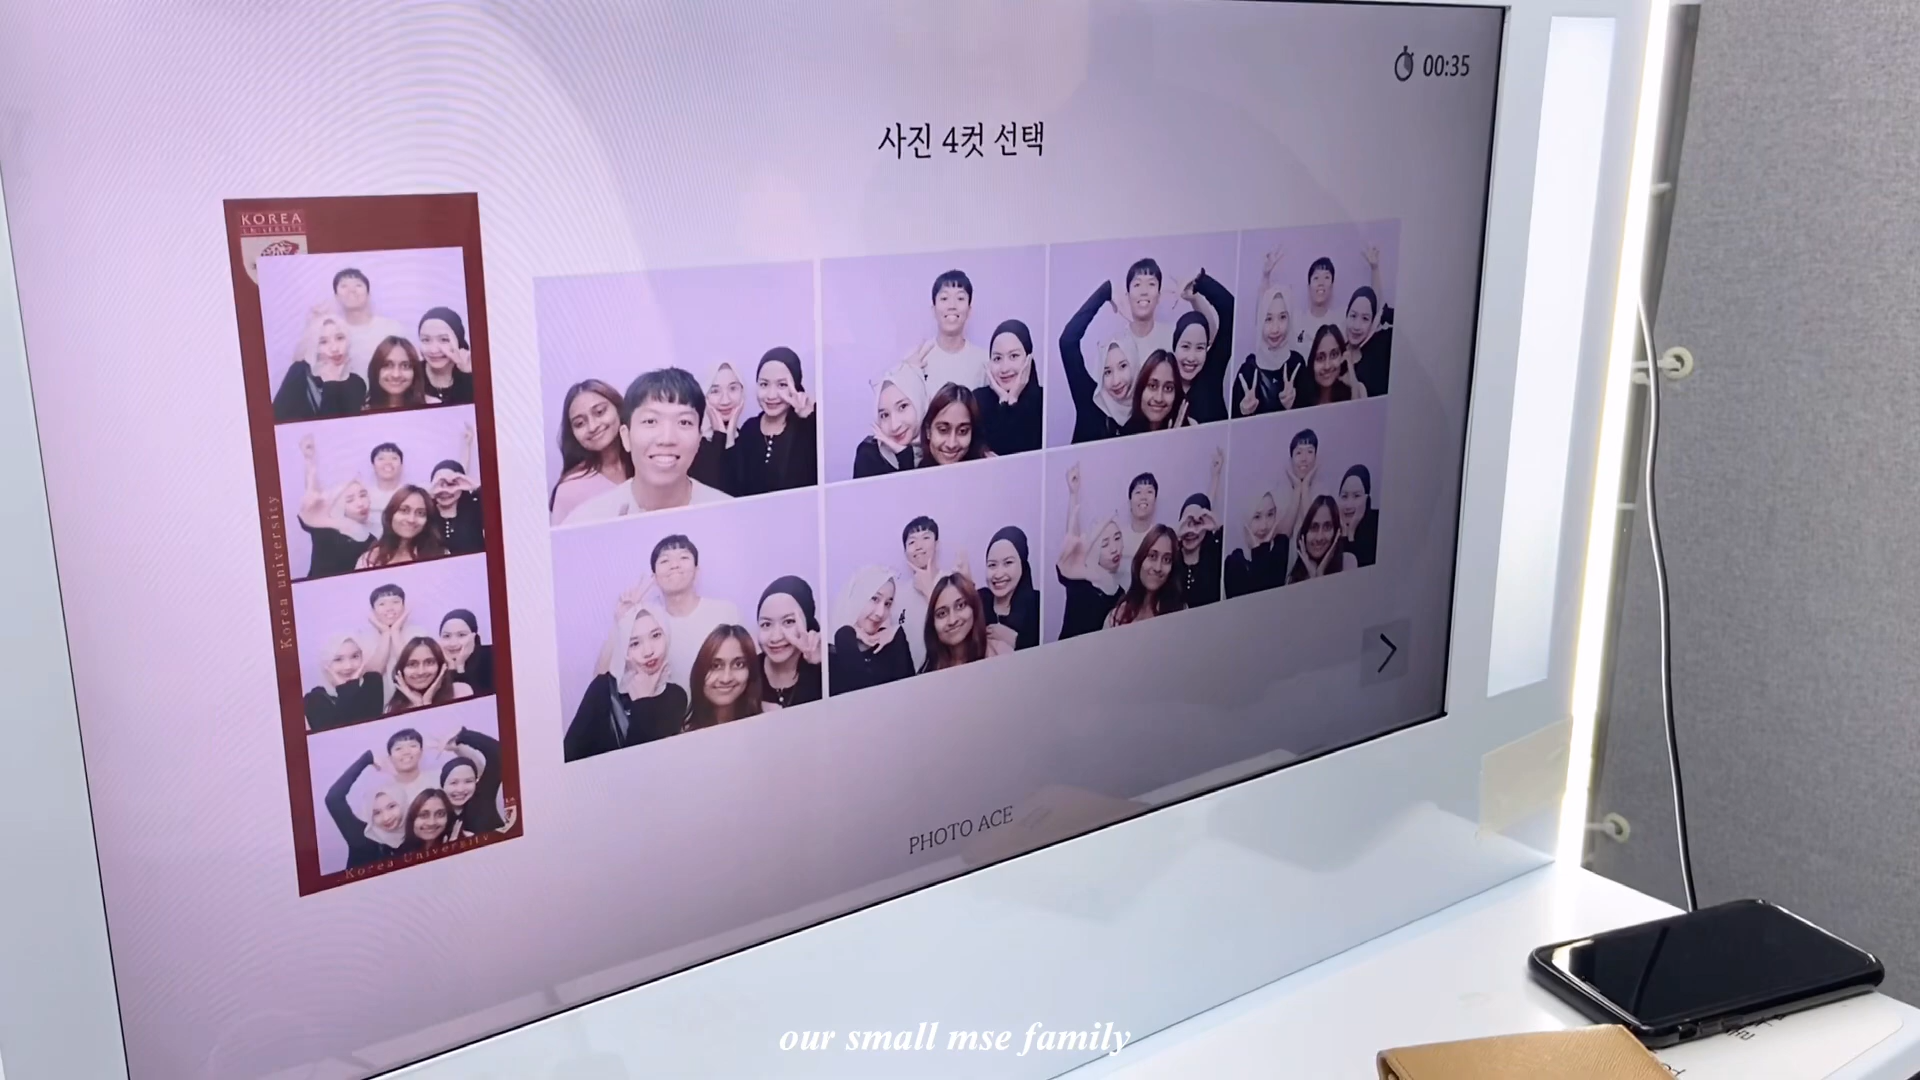 00:35
사진 4컷 선택
KOREA
UNIVERSITY
Korea university
Korea University
PHOTO ACE
our small mse family